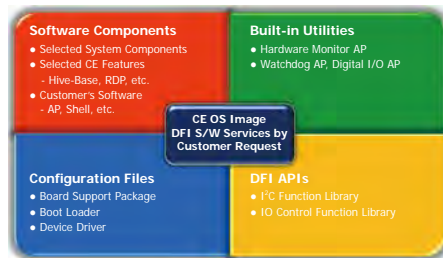 Software Components
● Selected System Components
● Selected CE Features
- Hive-Base, RDP, etc.
● Customer's Software
- AP, Shell, etc.
Built-in Utilities
● Hardware Monitor AP
● Watchdog AP, Digital I/O AP
CE OS Image
DFI S/W Services by
Customer Request
Configuration Files
● Board Support Package
● Boot Loader
● Device Driver
DFI APIs
● I²C Function Library
● IO Control Function Library